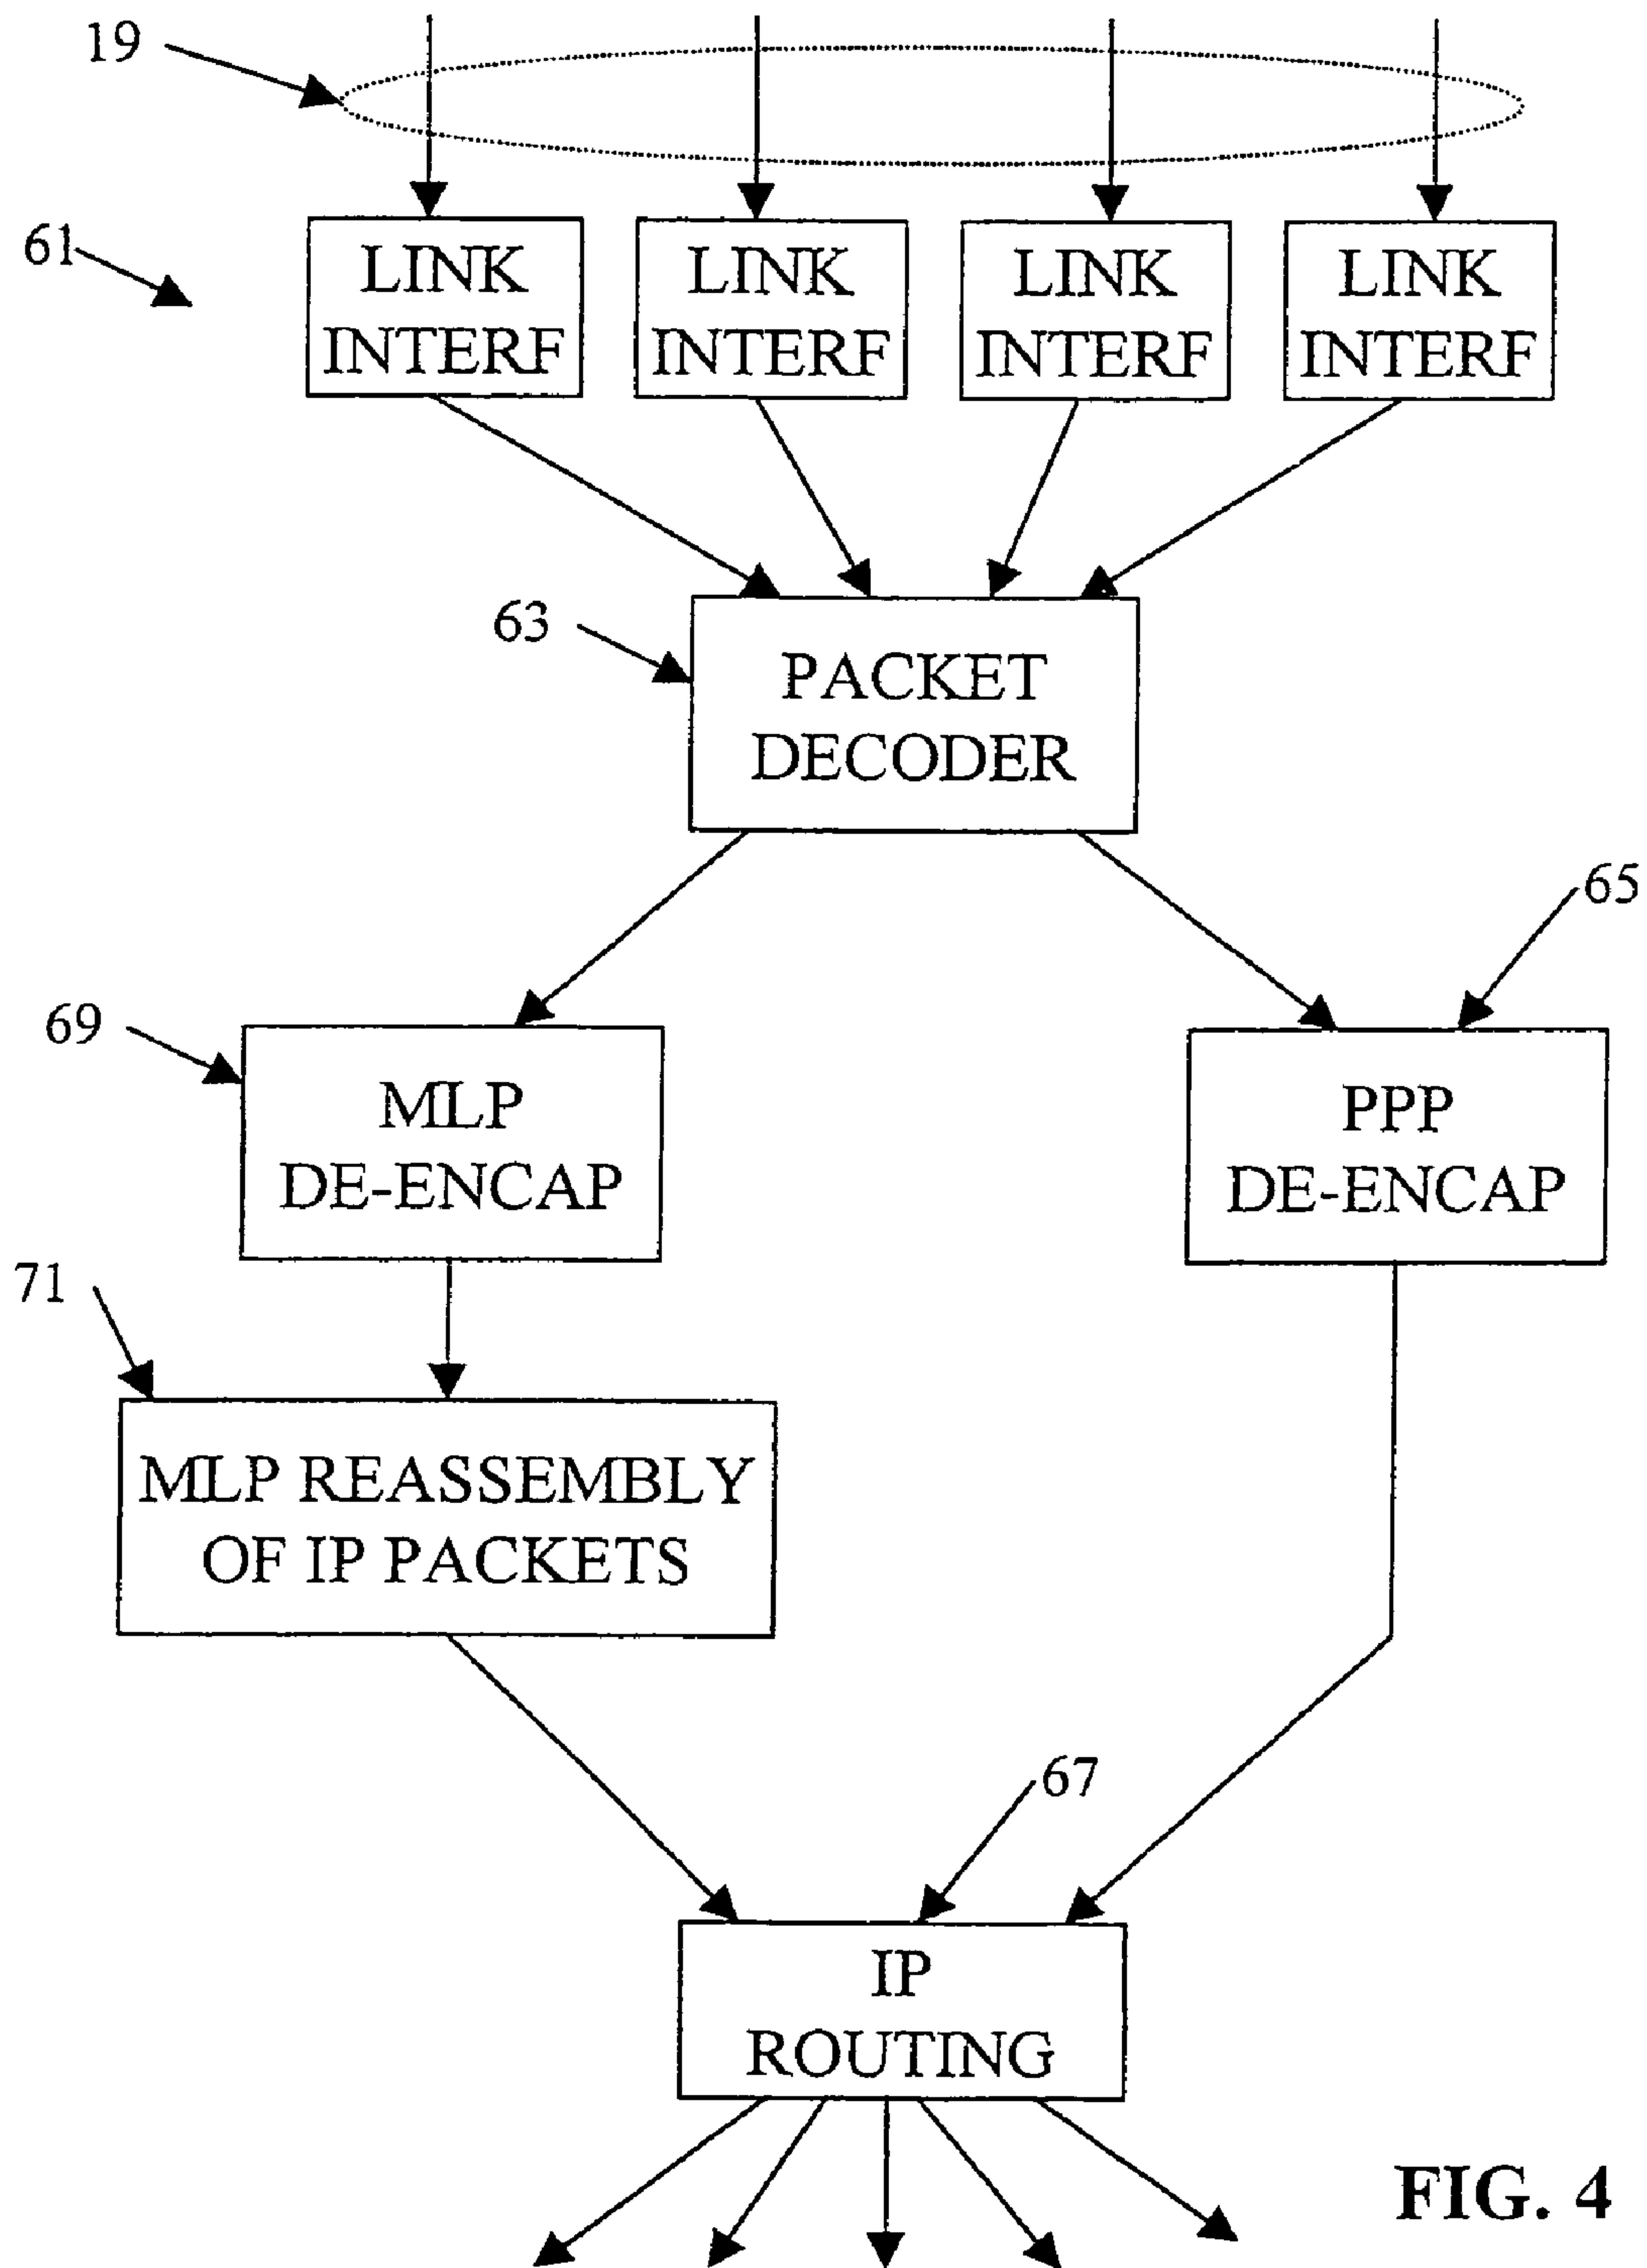 19
61
LINK
INTERF
LINK
INTERF
LINK
INTERF
LINK
INTERF
63
PACKET
DECODER
65
69
MLP
DE-ENCAP
PPP
DE-ENCAP
71
MLP REASSEMBLY
OF IP PACKETS
67
IP
ROUTING
FIG. 4